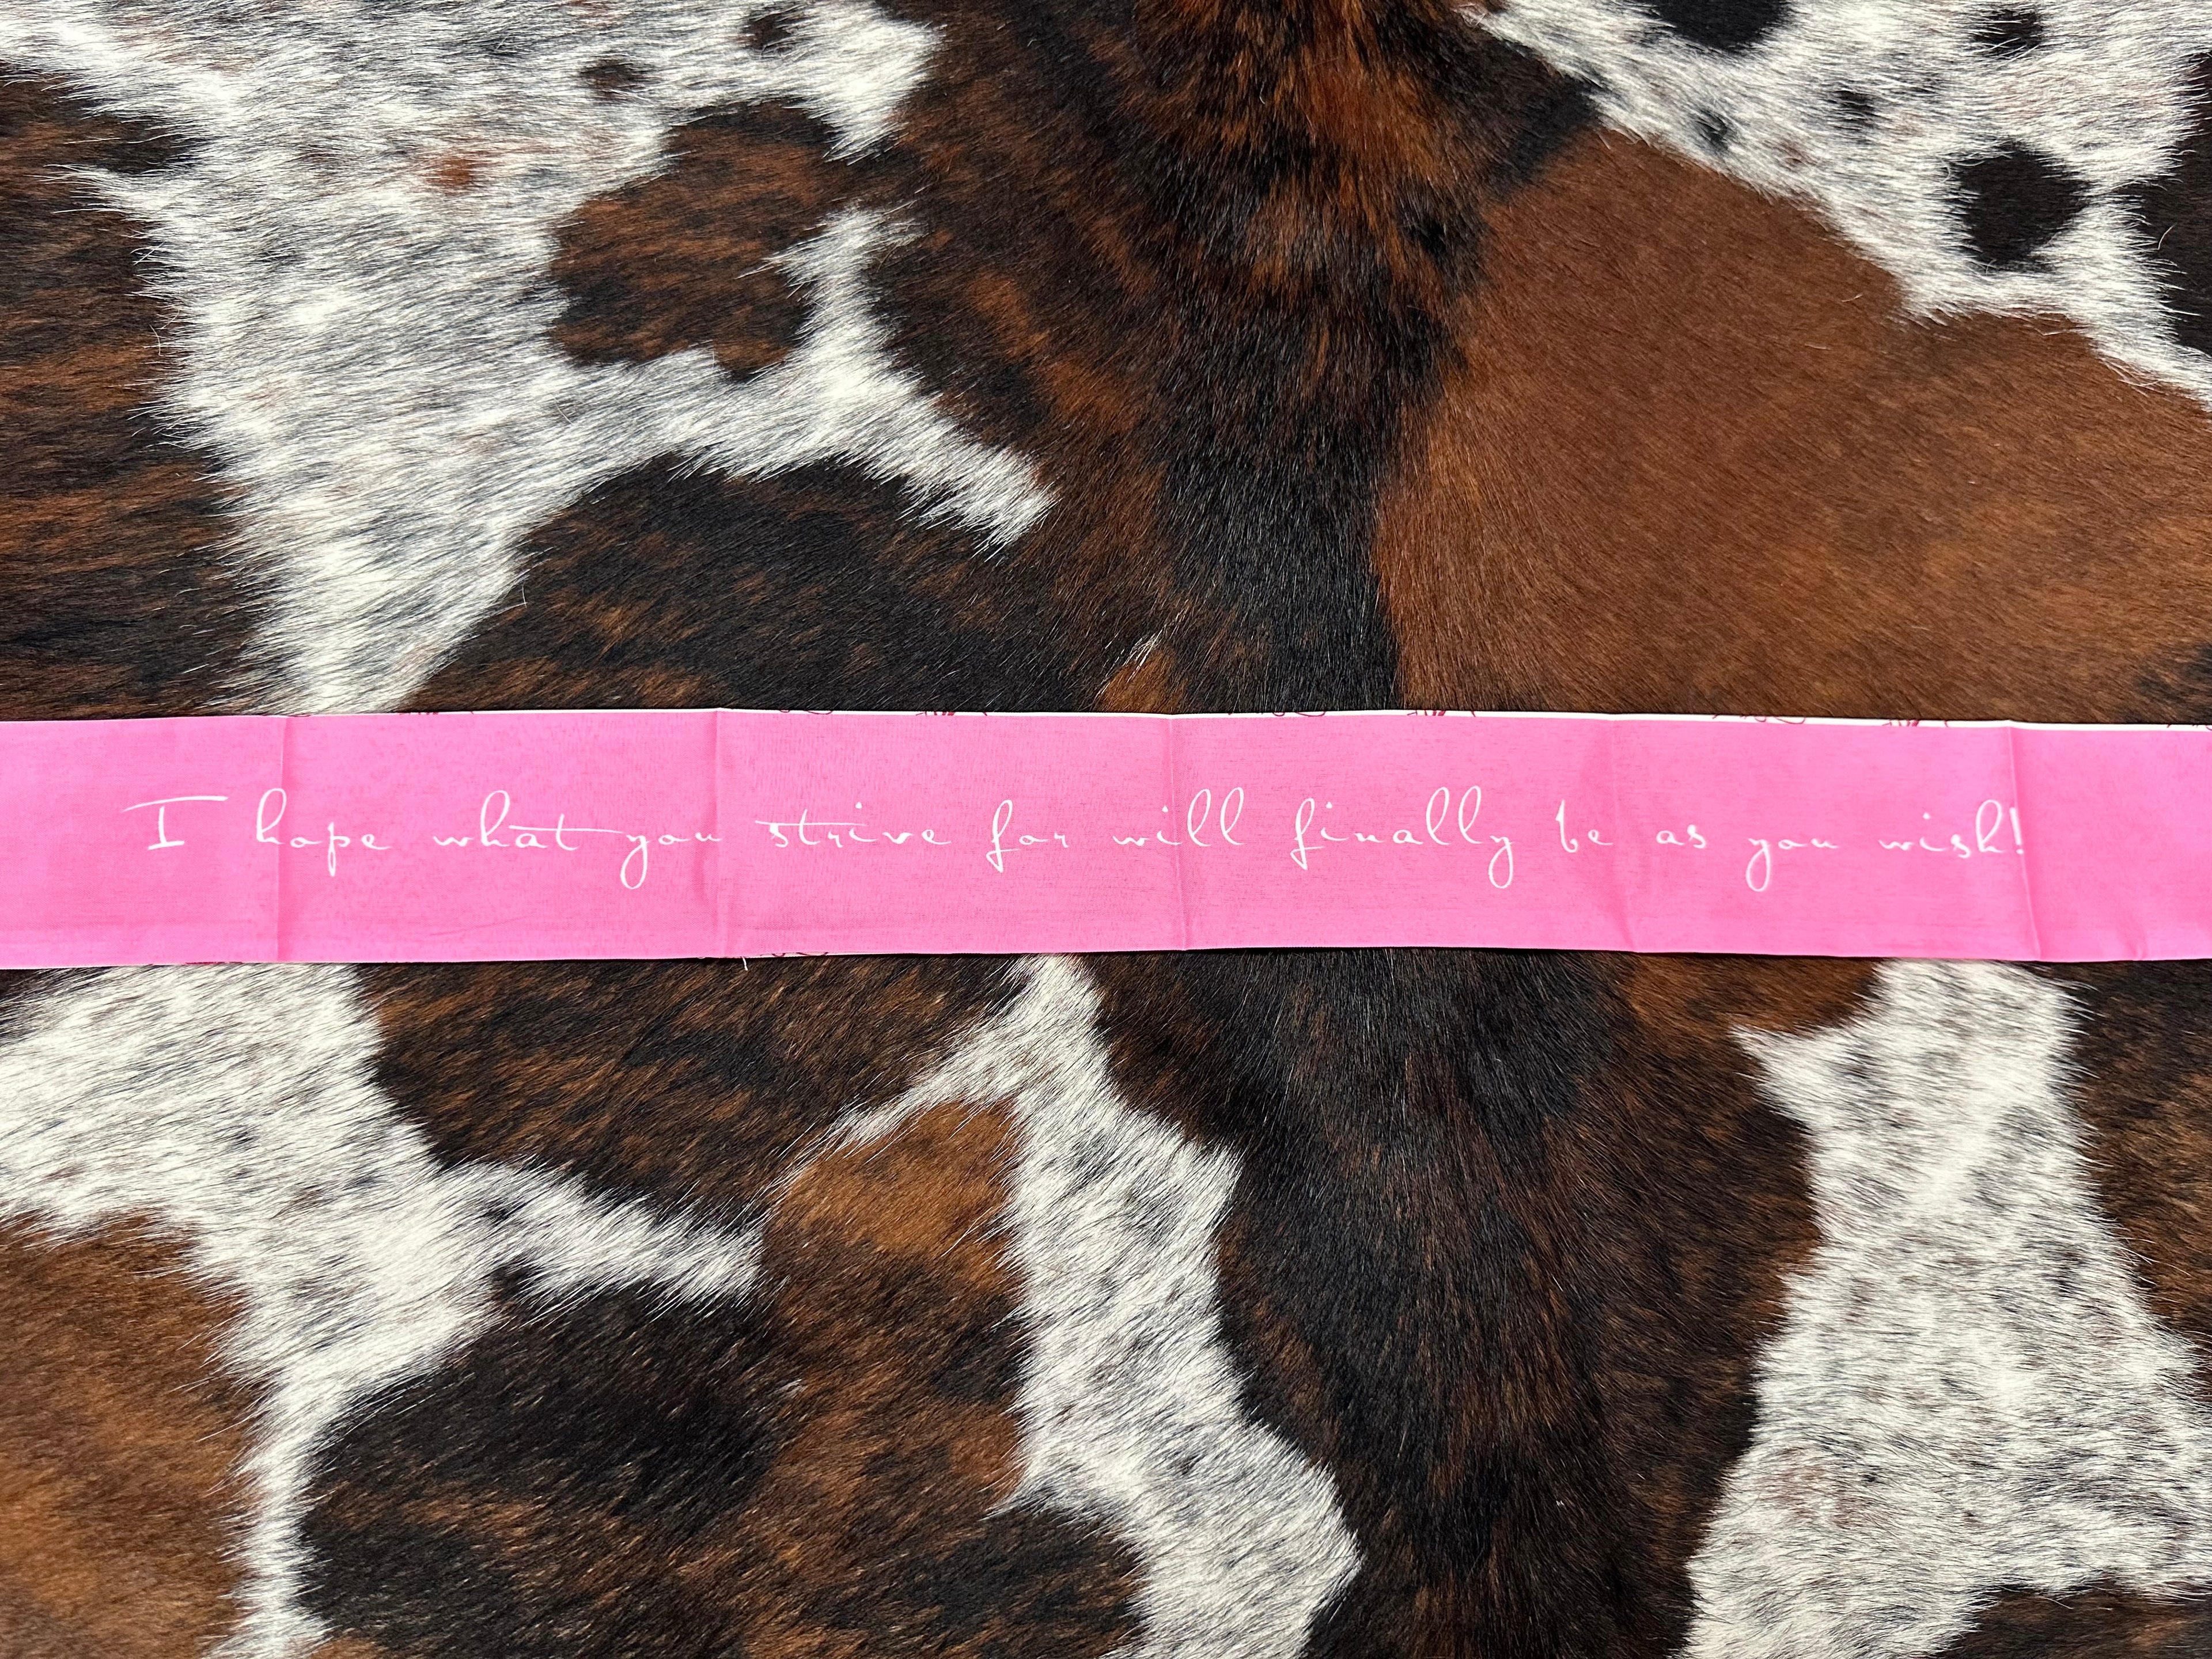 I hope what you strive for will finally be as you wish!